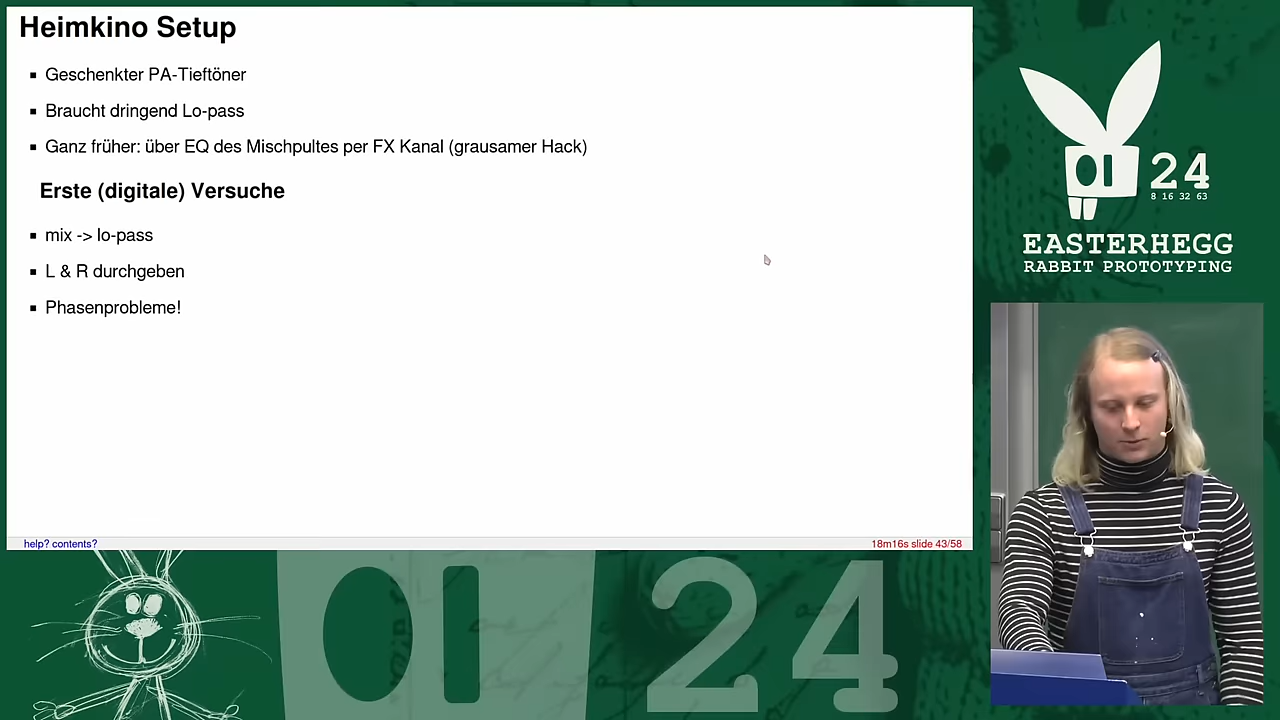 Heimkino Setup
Geschenkter PA-Tieftöner
Braucht dringend Lo-pass
Ganz früher: über EQ des Mischpultes per FX Kanal (grausamer Hack)
Erste (digitale) Versuche
mix -> lo-pass
L & R durchgeben
Phasenprobleme!
help? contents?
18m16s slide 43/58
24
8 16 32 63
EASTERHEGG
RABBIT PROTOTYPING
24